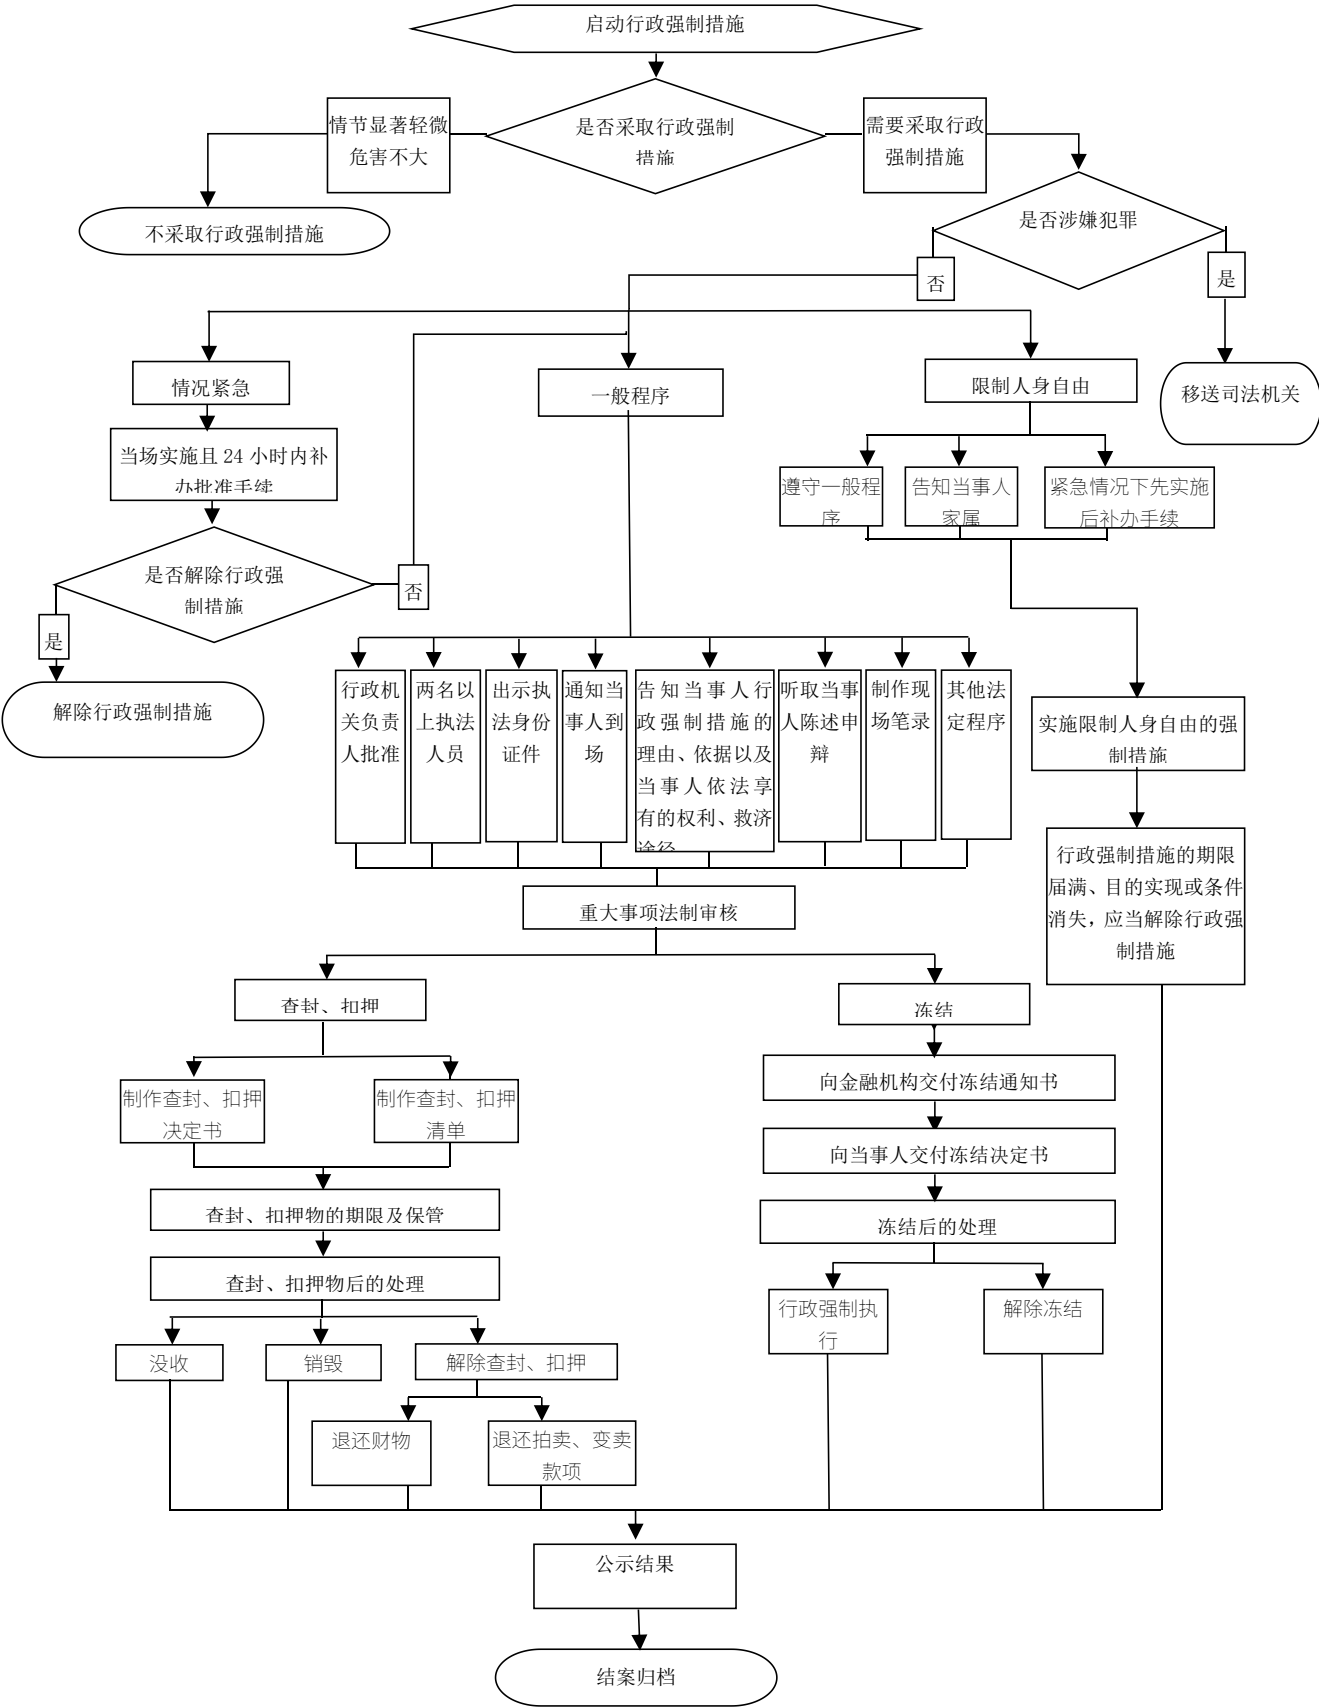 启动行政强制措施
是否采取行政强制
措施
情节显著轻微
危害不大
需要采取行政
强制措施
不采取行政强制措施
是否涉嫌犯罪
否
是
情况紧急
一般程序
限制人身自由
移送司法机关
当场实施且 24 小时内补
办批准手续
遵守一般程
序
告知当事人
家属
紧急情况下先实施
后补办手续
是否解除行政强
制措施
否
是
解除行政强制措施
行政机
关负责
人批准
两名以
上执法
人员
出示执
法身份
证件
通知当
事人到
场
告知当事人行
政强制措施的
理由、依据以及
当事人依法享
有的权利、救济
途径
听取当事
人陈述申
辩
制作现
场笔录
其他法
定程序
实施限制人身自由的强
制措施
行政强制措施的期限
届满、目的实现或条件
消失，应当解除行政强
制措施
重大事项法制审核
查封、扣押
冻结
制作查封、扣押
决定书
制作查封、扣押
清单
向金融机构交付冻结通知书
向当事人交付冻结决定书
查封、扣押物的期限及保管
冻结后的处理
查封、扣押物后的处理
行政强制执
行
解除冻结
没收
销毁
解除查封、扣押
退还财物
退还拍卖、变卖
款项
公示结果
结案归档